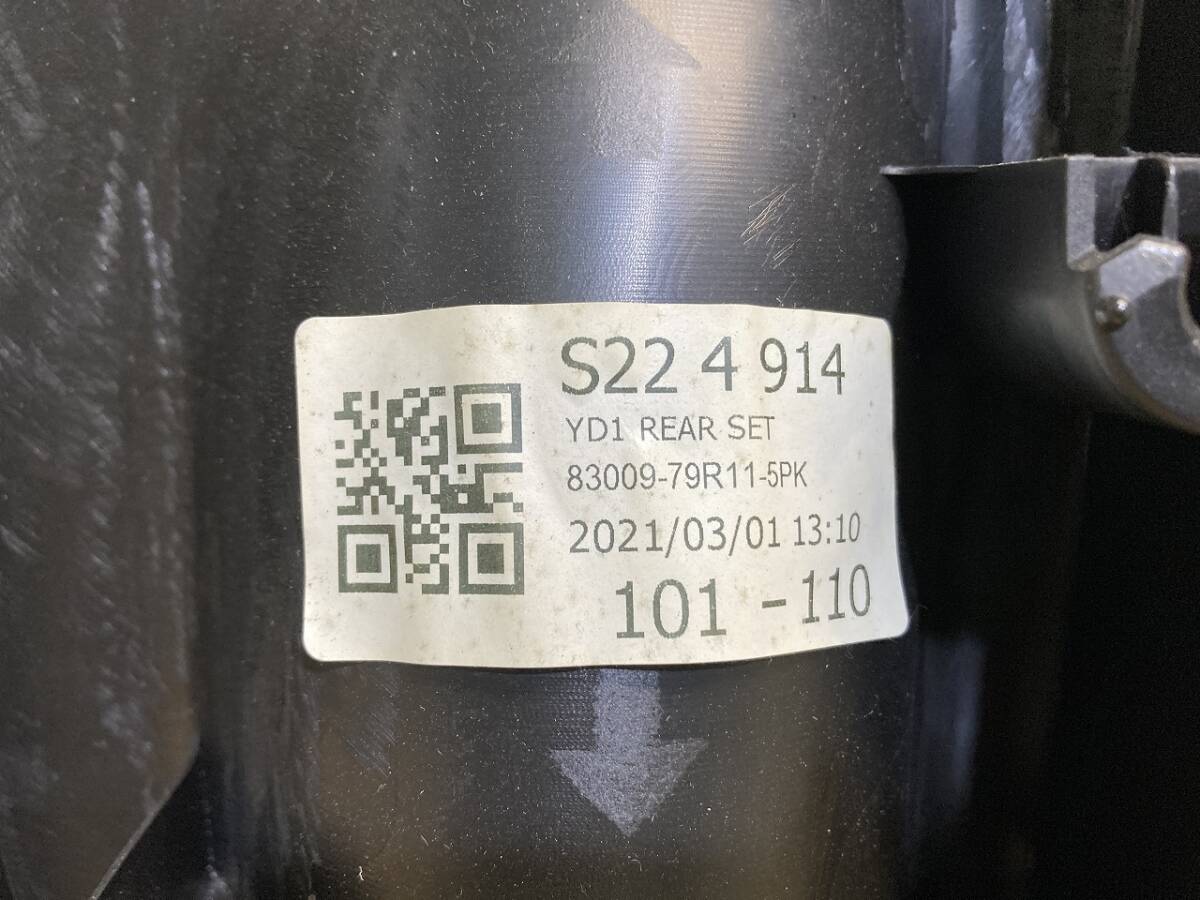 S22 4 914
YD1 REAR SET
83009-79R11-5PK
2021/03/01 13:10
101 - 110